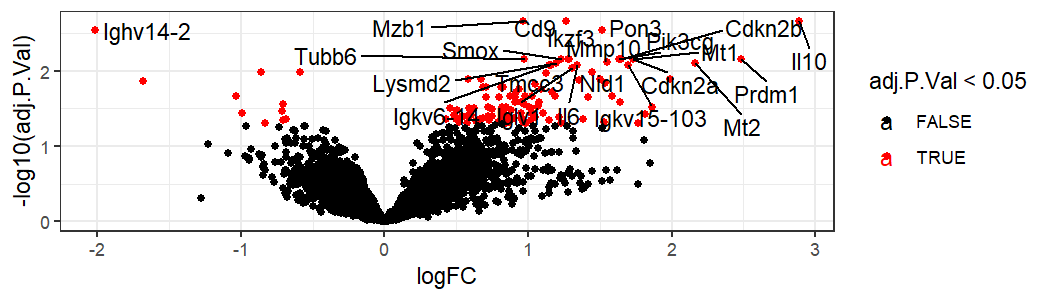 -log10(adj.P.Val)
2
1
0
-2
-1
0
1
2
3
logFC
Ighv14-2
Mzb1
Cd9
Pon3
Cdkn2b
Ikzf3
Pik3cg
Smox
Mmp10
Mt1
Tubb6
Il10
Lysmd2
Tmcc3
Nid1
Cdkn2a
Prdm1
Igkv6-14
Iglv1
Il6
Igkv15-103
Mt2
adj.P.Val < 0.05
a FALSE
a TRUE